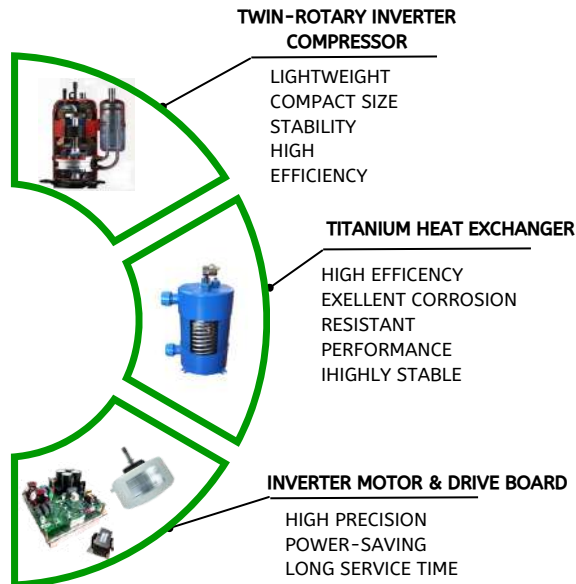 TWIN-ROTARY INVERTER
COMPRESSOR
LIGHTWEIGHT
COMPACT SIZE
STABILITY
HIGH
EFFICIENCY
TITANIUM HEAT EXCHANGER
HIGH EFFICENCY
EXELLENT CORROSION
RESISTANT
PERFORMANCE
IHIGHLY STABLE
INVERTER MOTOR & DRIVE BOARD
HIGH PRECISION
POWER-SAVING
LONG SERVICE TIME